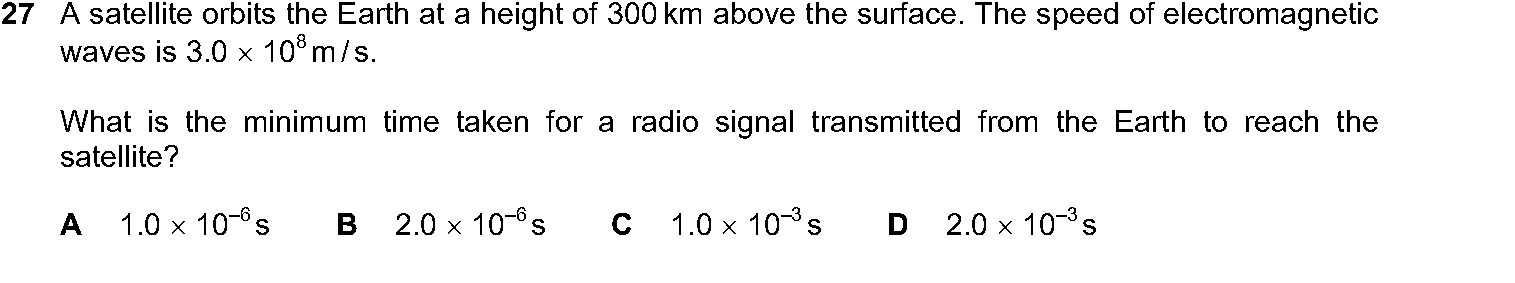 27 A satellite orbits the Earth at a height of 300 km above the surface. The speed of electromagnetic
waves is 3.0 × 10⁸ m / s.
What is the minimum time taken for a radio signal transmitted from the Earth to reach the
satellite?
A 1.0 × 10⁻⁶ s B 2.0 × 10⁻⁶ s C 1.0 × 10⁻³ s D 2.0 × 10⁻³ s